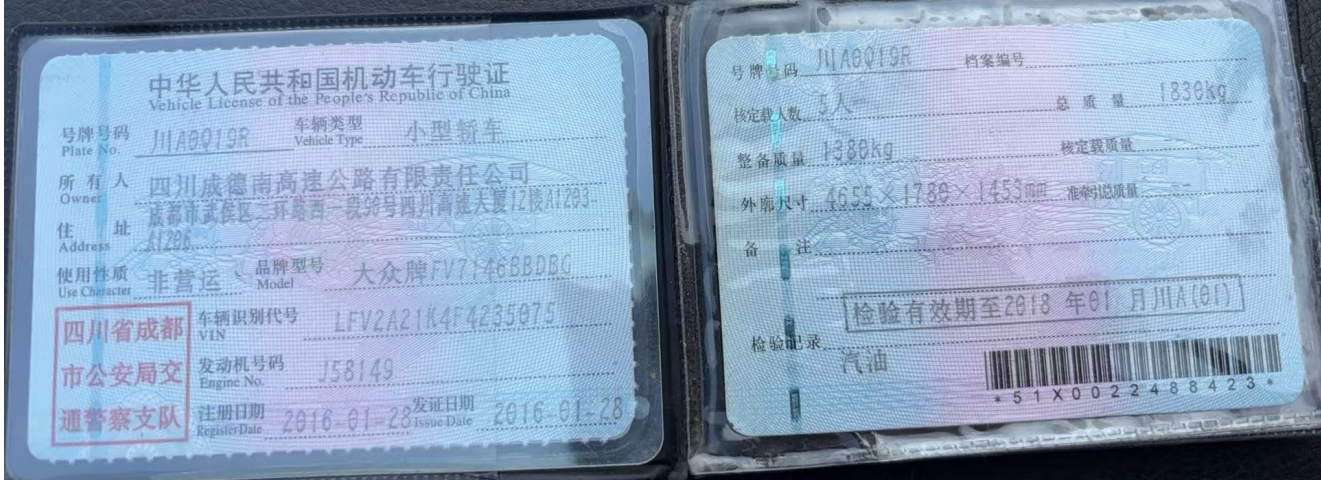 中华人民共和国机动车行驶证
Vehicle License of the People's Republic of China
号牌号码 川A0Q19R 车辆类型 小型轿车
Plate No. Vehicle Type
所有人 四川成德南高速公路有限责任公司
Owner
住址 成都市武侯区二环路西一段90号四川高速大厦12楼A1203-
Address A1206
使用性质 非营运 品牌型号 大众牌FV7146BBDBG
Use Character Model
四川省成都
市公安局交
通警察支队
车辆识别代号 LFV2A21K4F4235075
VIN
发动机号码 J58149
Engine No.
注册日期 2016-01-28 发证日期 2016-01-28
Register Date Issue Date
号牌号码 川A0Q19R 档案编号
核定载人数 5人 总质量 1830kg
整备质量 1380kg 核定载质量 --
外廓尺寸 4655×1780×1453mm 准牵引总质量 --
备注
检验有效期至2018 年01 月川A(01)
检验记录
汽油
*51X0022488423*